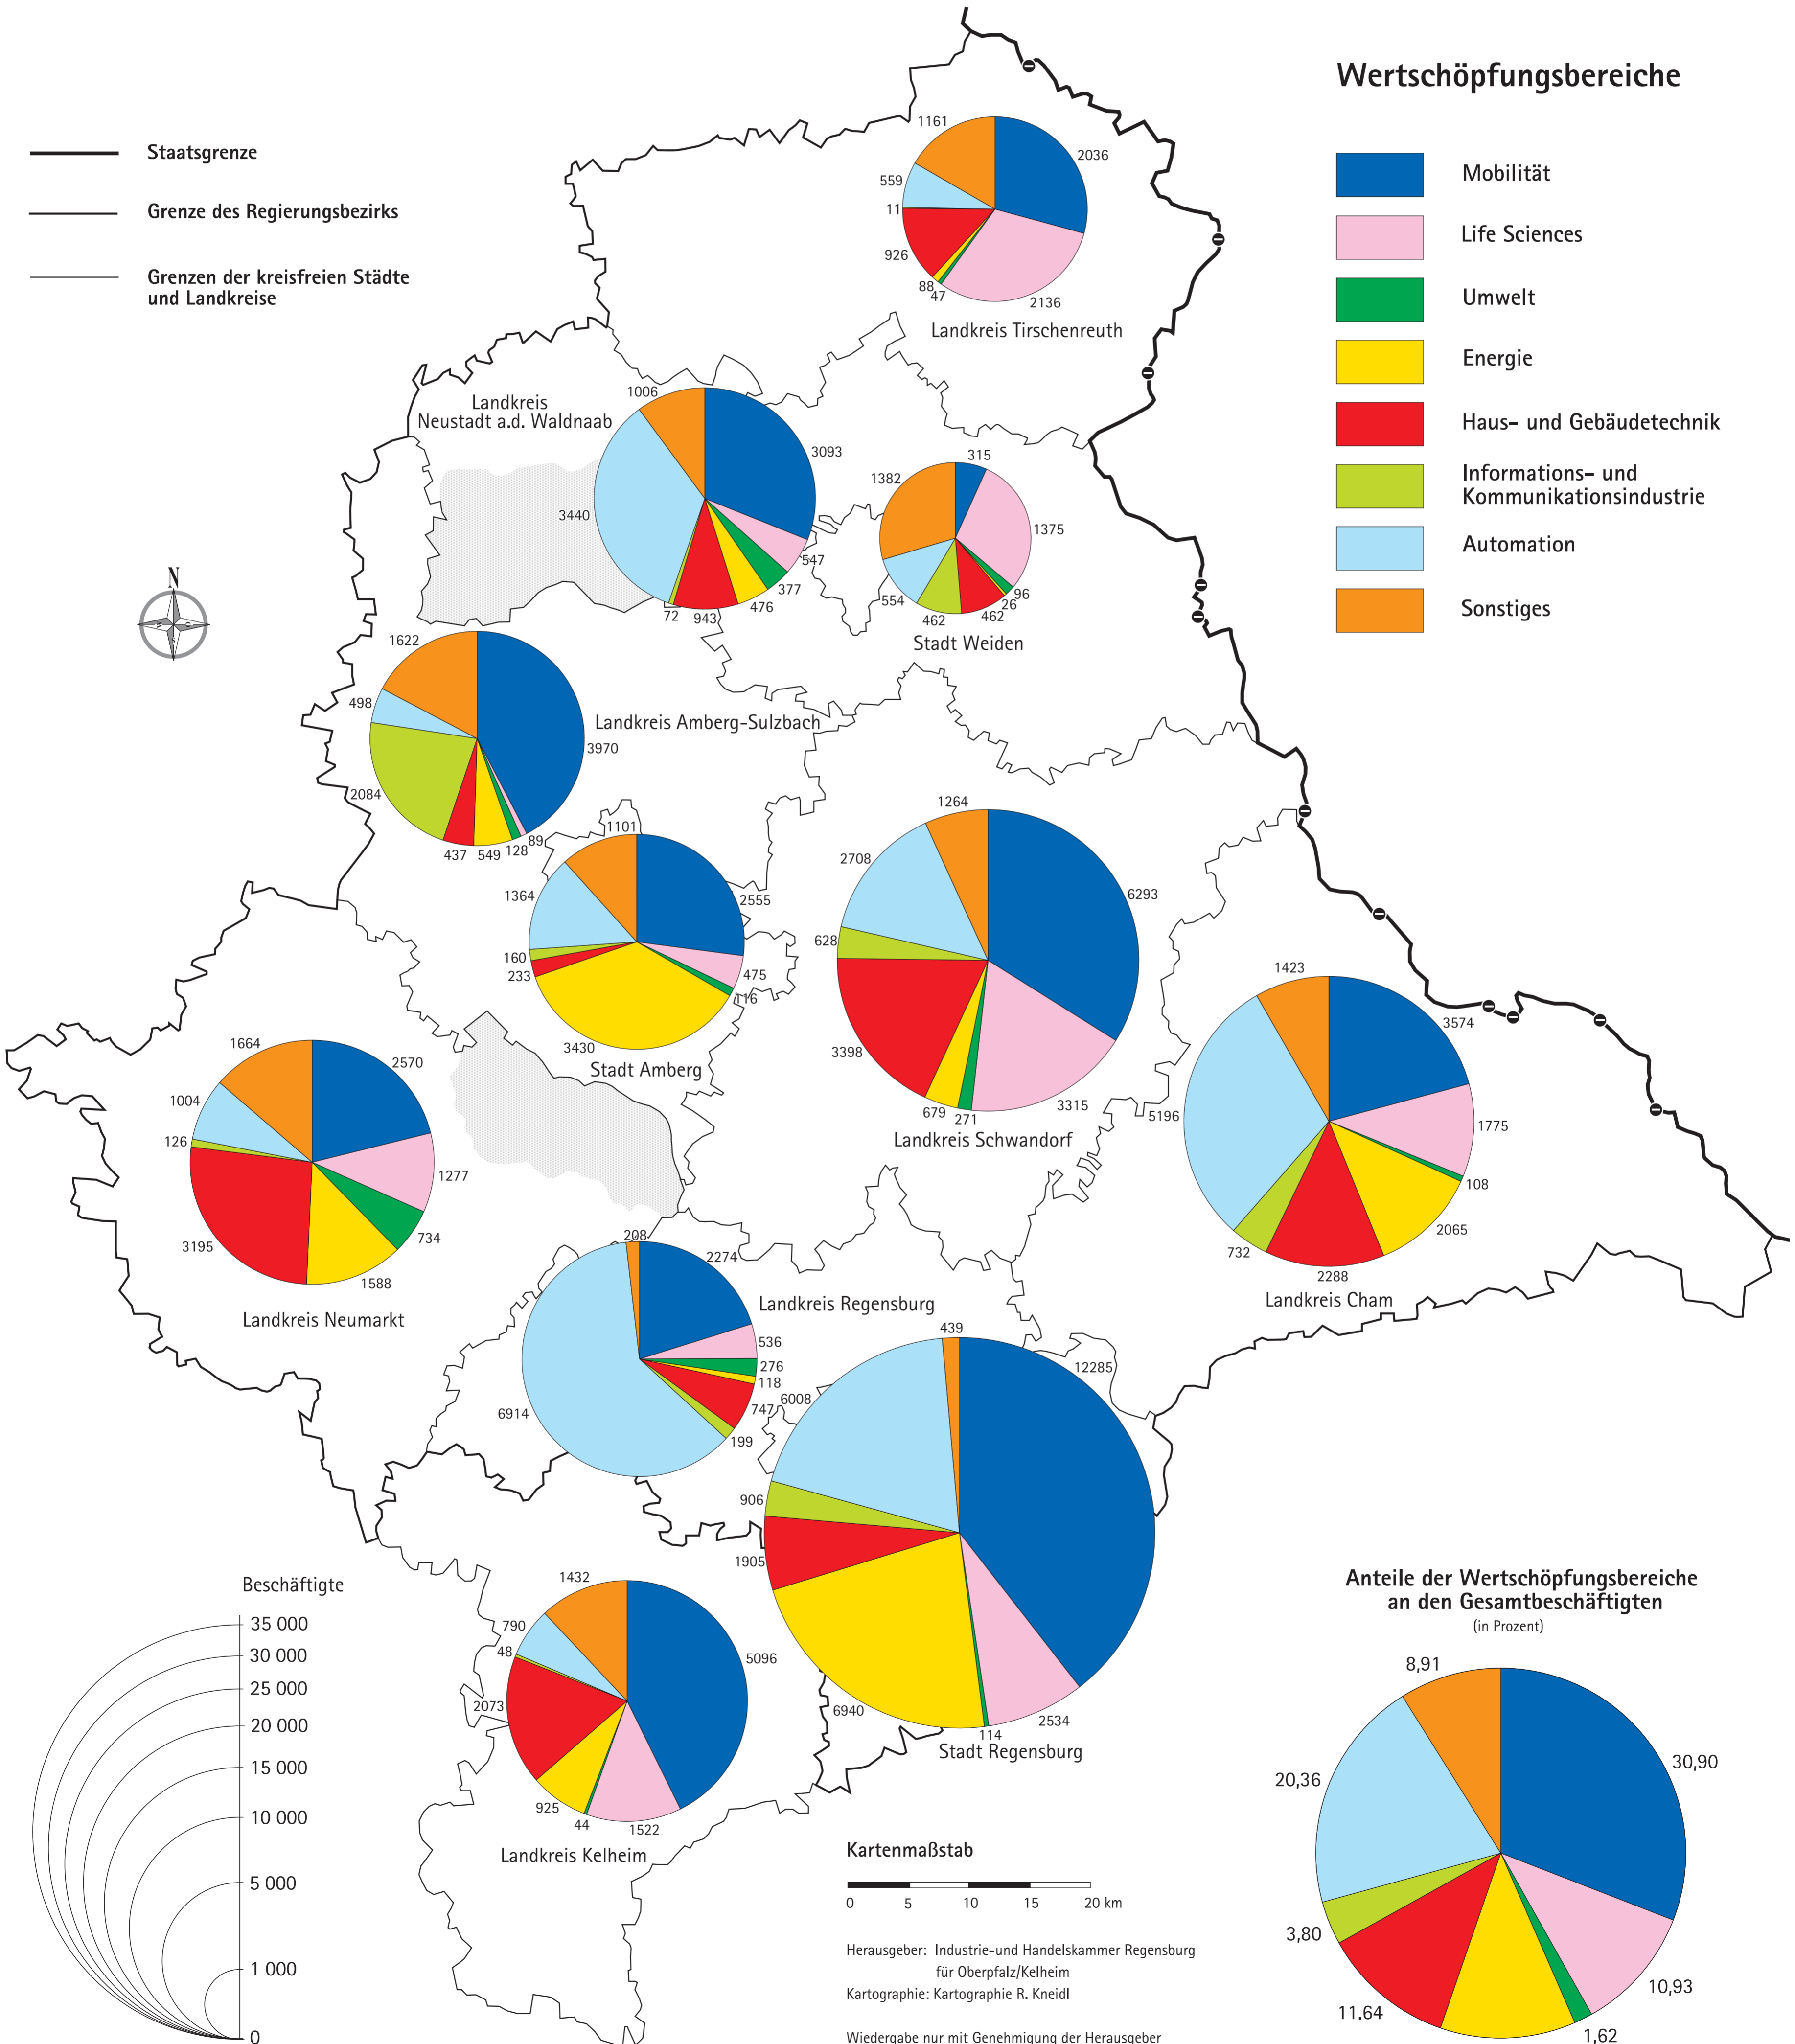 Wertschöpfungsbereiche
Mobilität
Life Sciences
Umwelt
Energie
Haus- und Gebäudetechnik
Informations- und
Kommunikationsindustrie
Automation
Sonstiges
Staatsgrenze
Grenze des Regierungsbezirks
Grenzen der kreisfreien Städte
und Landkreise
N
1161
2036
559
11
926
88
47
2136
Landkreis Tirschenreuth
Landkreis
Neustadt a.d. Waldnaab
1006
3093
3440
547
377
476
943
72
315
1382
1375
554
462
462
26
96
Stadt Weiden
1622
498
3970
2084
437
549
128
89
Landkreis Amberg-Sulzbach
1101
1364
2555
160
233
475
116
3430
Stadt Amberg
1264
2708
6293
628
3398
679
271
3315
Landkreis Schwandorf
1423
3574
5196
1775
108
2065
732
2288
Landkreis Cham
1664
2570
1004
126
1277
3195
734
1588
Landkreis Neumarkt
208
2274
536
276
118
747
199
6914
Landkreis Regensburg
439
12285
6008
906
1905
6940
114
2534
Stadt Regensburg
1432
790
48
5096
2073
925
44
1522
Landkreis Kelheim
Beschäftigte
35 000
30 000
25 000
20 000
15 000
10 000
5 000
1 000
0
Kartenmaßstab
0 5 10 15 20 km
Herausgeber: Industrie-und Handelskammer Regensburg
für Oberpfalz/Kelheim
Kartographie: Kartographie R. Kneidl
Wiedergabe nur mit Genehmigung der Herausgeber
Anteile der Wertschöpfungsbereiche
an den Gesamtbeschäftigten
(in Prozent)
8,91
30,90
20,36
3,80
11.64
10,93
1,62